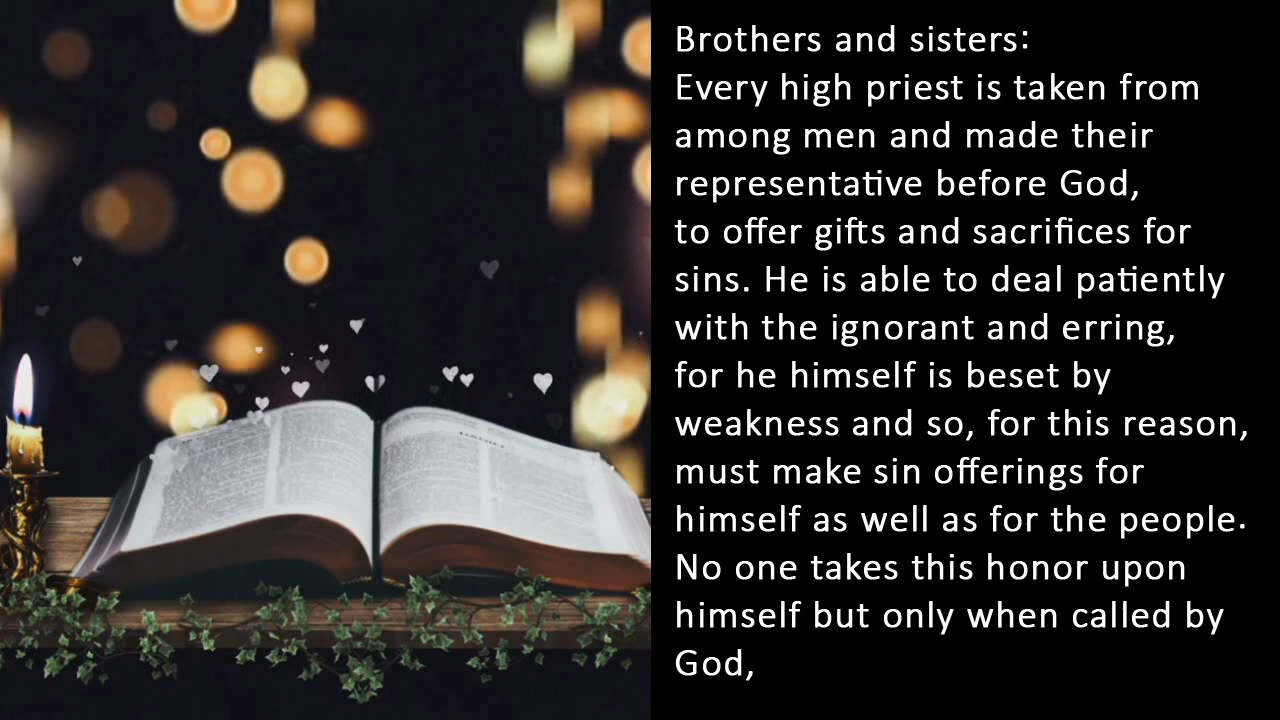 Brothers and sisters:
Every high priest is taken from
among men and made their
representative before God,
to offer gifts and sacrifices for
sins. He is able to deal patiently
with the ignorant and erring,
for he himself is beset by
weakness and so, for this reason,
must make sin offerings for
himself as well as for the people.
No one takes this honor upon
himself but only when called by
God,